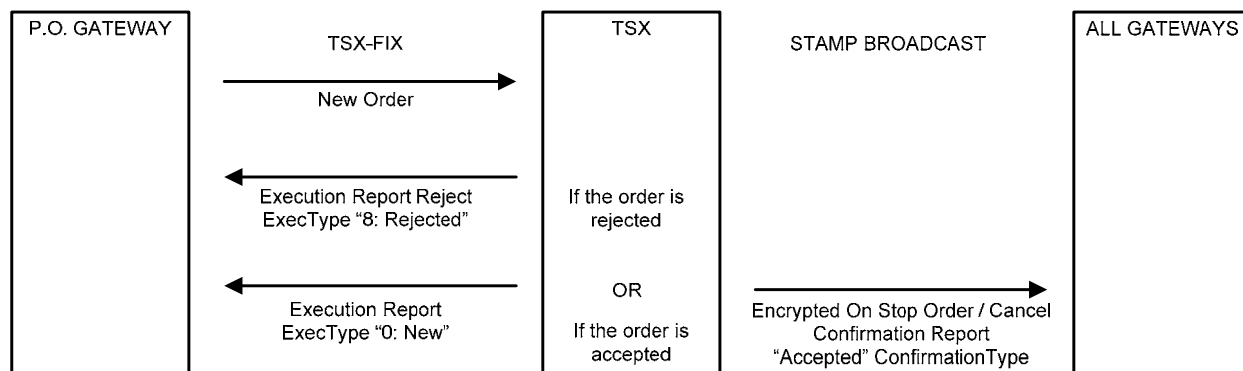 P.O. GATEWAY
TSX-FIX
TSX
STAMP BROADCAST
ALL GATEWAYS
New Order
Execution Report Reject
ExecType “8: Rejected”
If the order is
rejected
Execution Report
ExecType “0: New”
OR
If the order is
accepted
Encrypted On Stop Order / Cancel
Confirmation Report
“Accepted” ConfirmationType